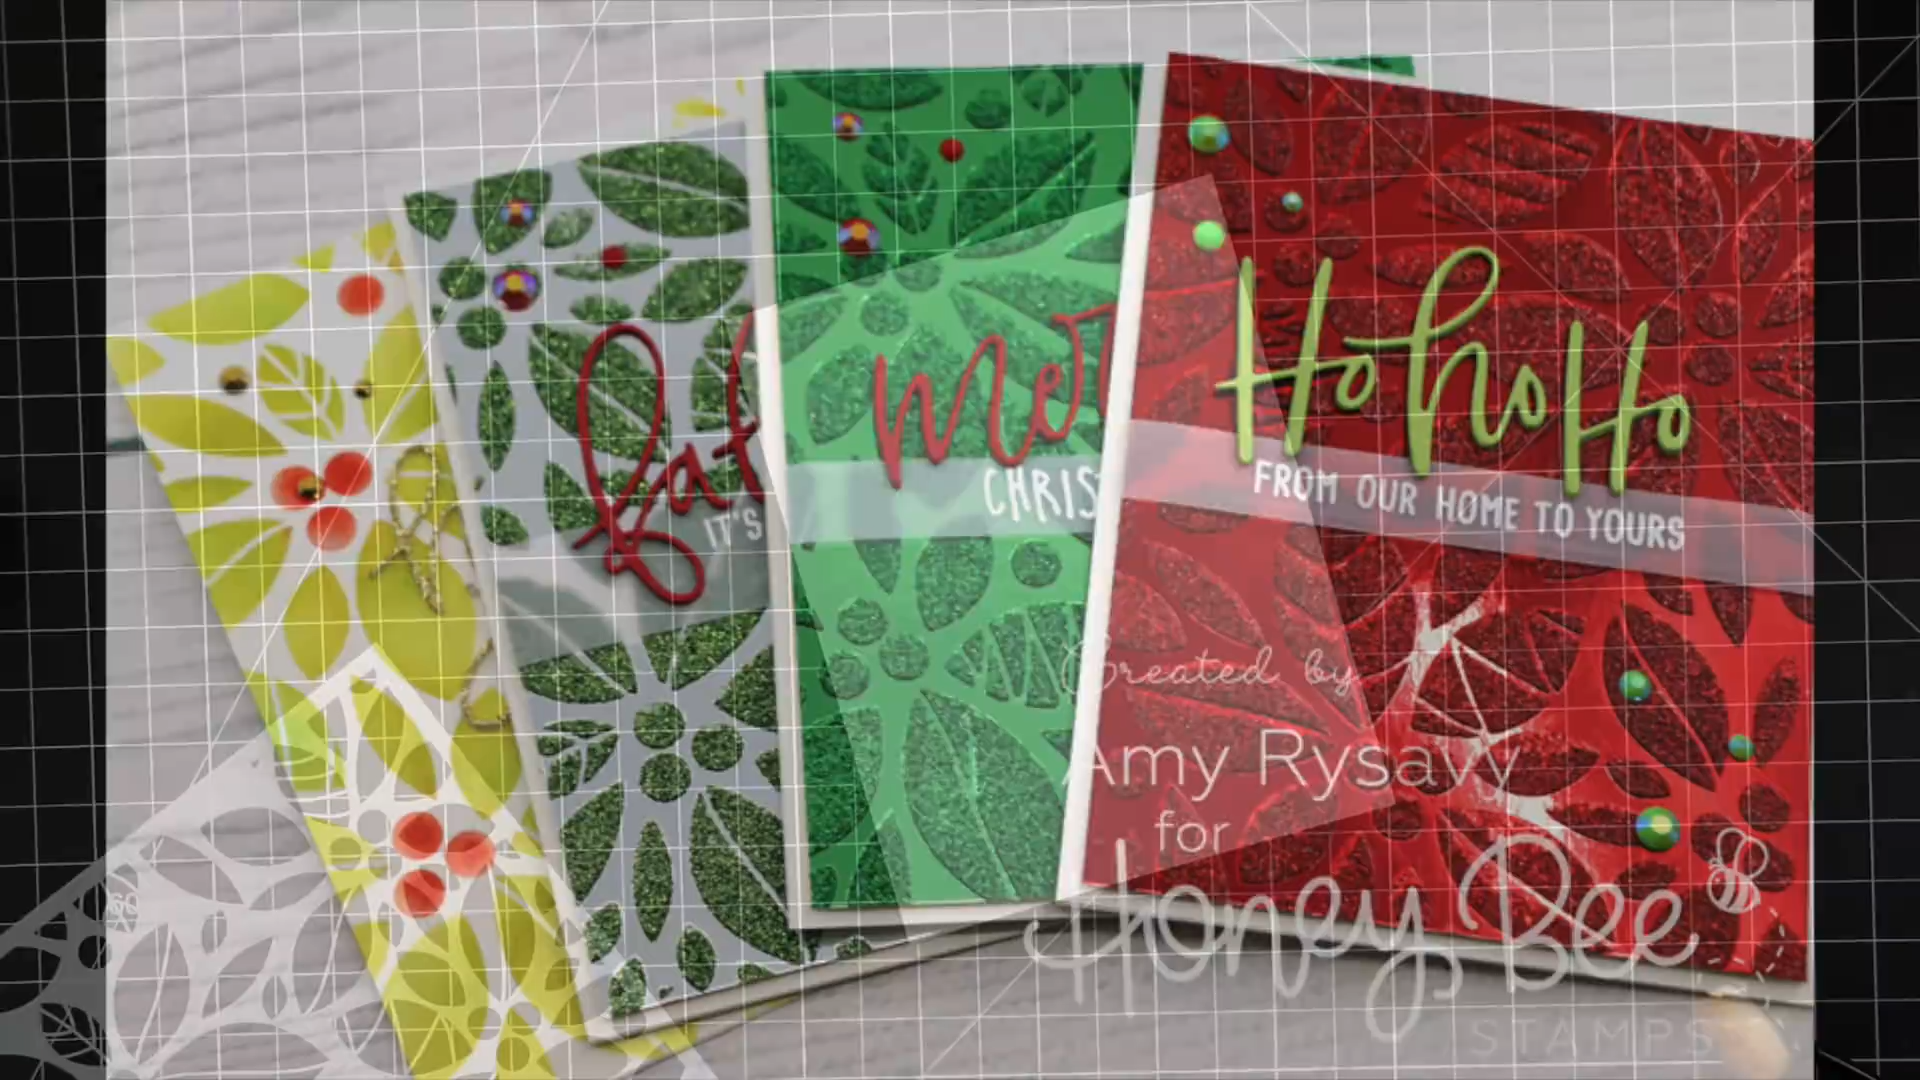 IT'S
CHRIS
Ho ho Ho
FROM OUR HOME TO YOURS
Created by
Amy Rysavy
for
Honey Bee
STAMPS